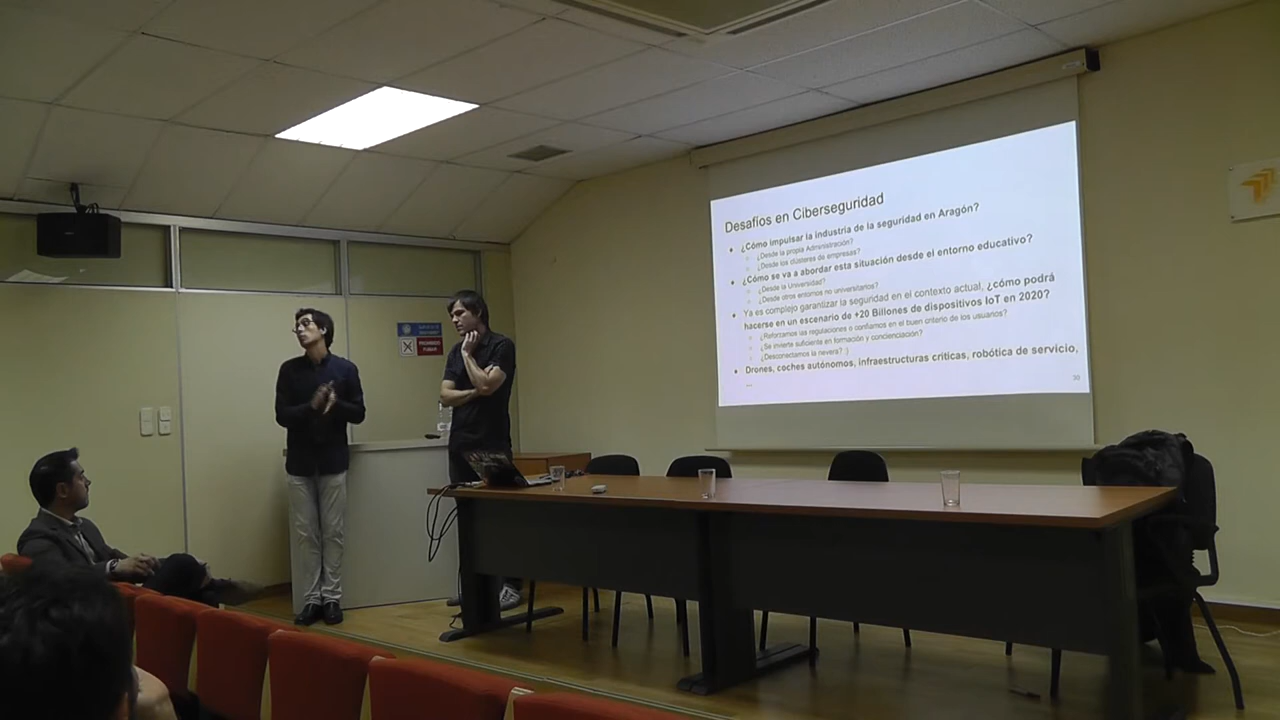 Desafíos en Ciberseguridad
● ¿Cómo impulsar la industria de la seguridad en Aragón?
○ ¿Desde la propia Administración?
○ ¿Desde los clústeres de empresas?
● ¿Cómo se va a abordar esta situación desde el entorno educativo?
○ ¿Desde la Universidad?
○ ¿Desde otros entornos no universitarios?
● Ya es complejo garantizar la seguridad en el contexto actual, ¿cómo podrá
hacerse en un escenario de +20 Billones de dispositivos IoT en 2020?
○ ¿Reforzamos las regulaciones o confiamos en el buen criterio de los usuarios?
○ ¿Se invierte suficiente en formación y concienciación?
○ ¿Desconectamos la nevera? :)
● Drones, coches autónomos, infraestructuras críticas, robótica de servicio,
...
30
PROHIBIDO
FUMAR